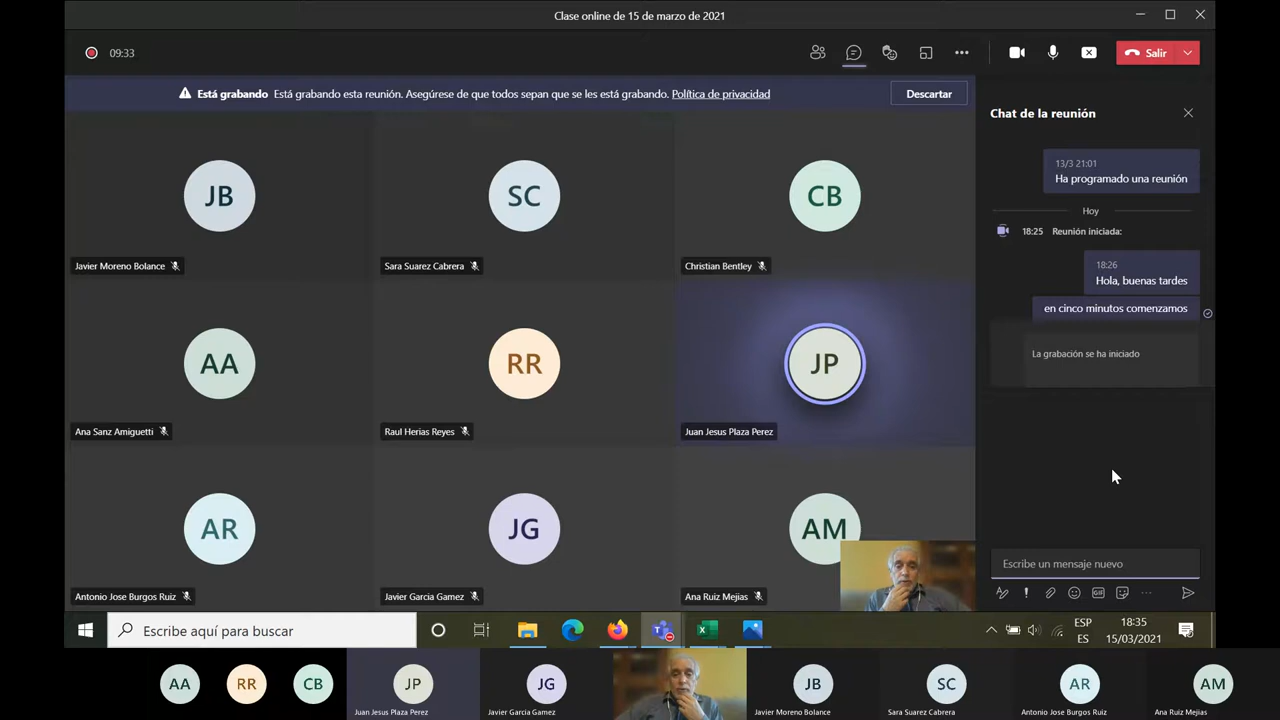 Clase online de 15 de marzo de 2021
09:33
Salir
Está grabando Está grabando esta reunión. Asegúrese de que todos sepan que se les está grabando. Política de privacidad
Descartar
JB
Javier Moreno Bolance
SC
Sara Suarez Cabrera
CB
Christian Bentley
AA
Ana Sanz Amiguetti
RR
Raul Herias Reyes
JP
Juan Jesus Plaza Perez
AR
Antonio Jose Burgos Ruiz
JG
Javier Garcia Gamez
AM
Ana Ruiz Mejias
Chat de la reunión
13/3 21:01
Ha programado una reunión
Hoy
18:25 Reunión iniciada:
18:26
Hola, buenas tardes
en cinco minutos comenzamos
La grabación se ha iniciado
Escribe un mensaje nuevo
GIF
Escribe aquí para buscar
ESP
ES
18:35
15/03/2021
AA
RR
CB
JP
Juan Jesus Plaza Perez
JG
Javier Garcia Gamez
JB
Javier Moreno Bolance
SC
Sara Suarez Cabrera
AR
Antonio Jose Burgos Ruiz
AM
Ana Ruiz Mejias